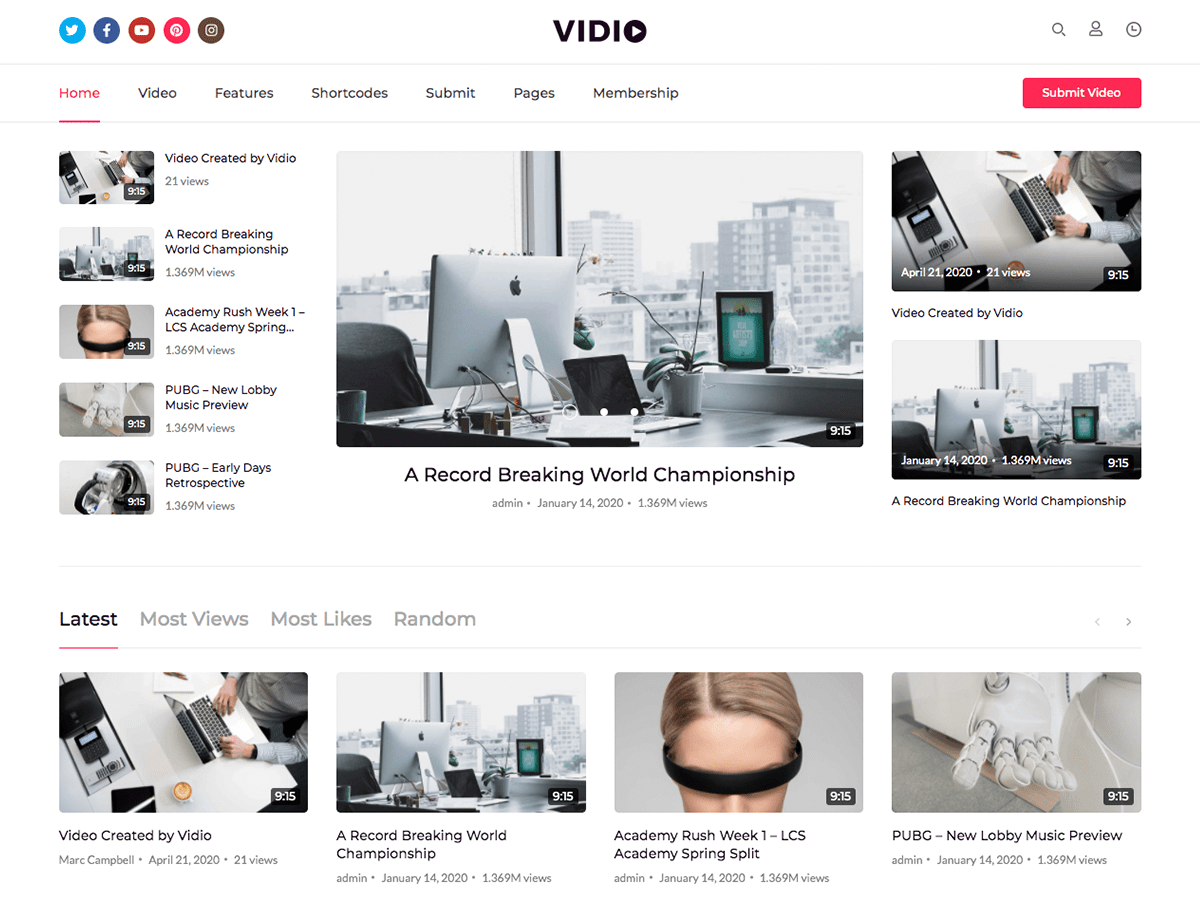 VIDIO
Home Video Features Shortcodes Submit Pages Membership Submit Video
9:15
Video Created by Vidio
21 views
9:15
A Record Breaking
World Championship
1.369M views
9:15
Academy Rush Week 1 –
LCS Academy Spring...
1.369M views
9:15
PUBG – New Lobby
Music Preview
1.369M views
9:15
PUBG – Early Days
Retrospective
1.369M views
9:15
A Record Breaking World Championship
admin • January 14, 2020 • 1.369M views
April 21, 2020 • 21 views 9:15
Video Created by Vidio
January 14, 2020 • 1.369M views 9:15
A Record Breaking World Championship
Latest Most Views Most Likes Random
9:15
Video Created by Vidio
Marc Campbell • April 21, 2020 • 21 views
9:15
A Record Breaking World
Championship
admin • January 14, 2020 • 1.369M views
9:15
Academy Rush Week 1 – LCS
Academy Spring Split
admin • January 14, 2020 • 1.369M views
9:15
PUBG – New Lobby Music Preview
admin • January 14, 2020 • 1.369M views